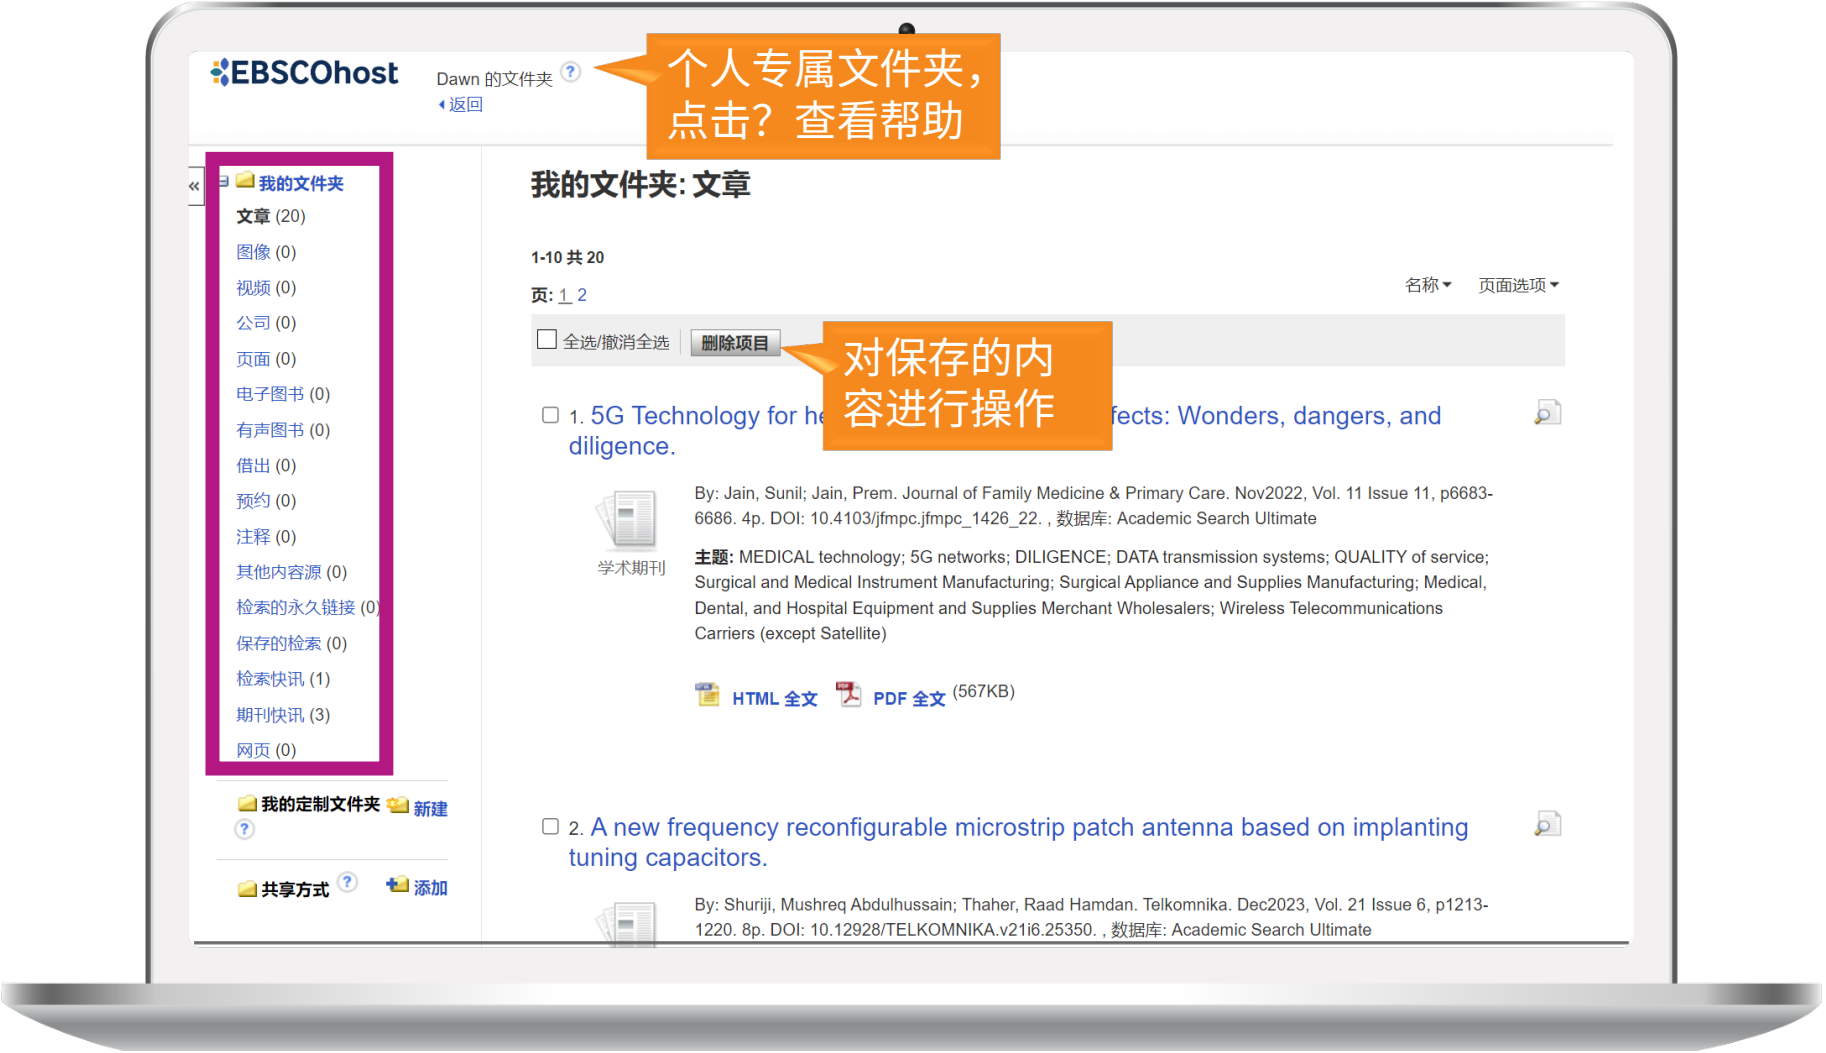 EBSCOhost
Dawn 的文件夹 ?
返回
个人专属文件夹，
点击？查看帮助
«
我的文件夹
文章 (20)
图像 (0)
视频 (0)
公司 (0)
页面 (0)
电子图书 (0)
有声图书 (0)
借出 (0)
预约 (0)
注释 (0)
其他内容源 (0)
检索的永久链接 (0)
保存的检索 (0)
检索快讯 (1)
期刊快讯 (3)
网页 (0)
我的定制文件夹 新建
?
共享方式 ? 添加
我的文件夹: 文章
1-10 共 20
页: 1 2
名称 页面选项
全选/撤消全选 删除项目
对保存的内
容进行操作
1. 5G Technology for he fects: Wonders, dangers, and
diligence.
By: Jain, Sunil; Jain, Prem. Journal of Family Medicine & Primary Care. Nov2022, Vol. 11 Issue 11, p6683-
6686. 4p. DOI: 10.4103/jfmpc.jfmpc_1426_22. , 数据库: Academic Search Ultimate
学术期刊
主题: MEDICAL technology; 5G networks; DILIGENCE; DATA transmission systems; QUALITY of service;
Surgical and Medical Instrument Manufacturing; Surgical Appliance and Supplies Manufacturing; Medical,
Dental, and Hospital Equipment and Supplies Merchant Wholesalers; Wireless Telecommunications
Carriers (except Satellite)
HTML 全文 PDF PDF 全文 (567KB)
2. A new frequency reconfigurable microstrip patch antenna based on implanting
tuning capacitors.
By: Shuriji, Mushreq Abdulhussain; Thaher, Raad Hamdan. Telkomnika. Dec2023, Vol. 21 Issue 6, p1213-
1220. 8p. DOI: 10.12928/TELKOMNIKA.v21i6.25350. , 数据库: Academic Search Ultimate